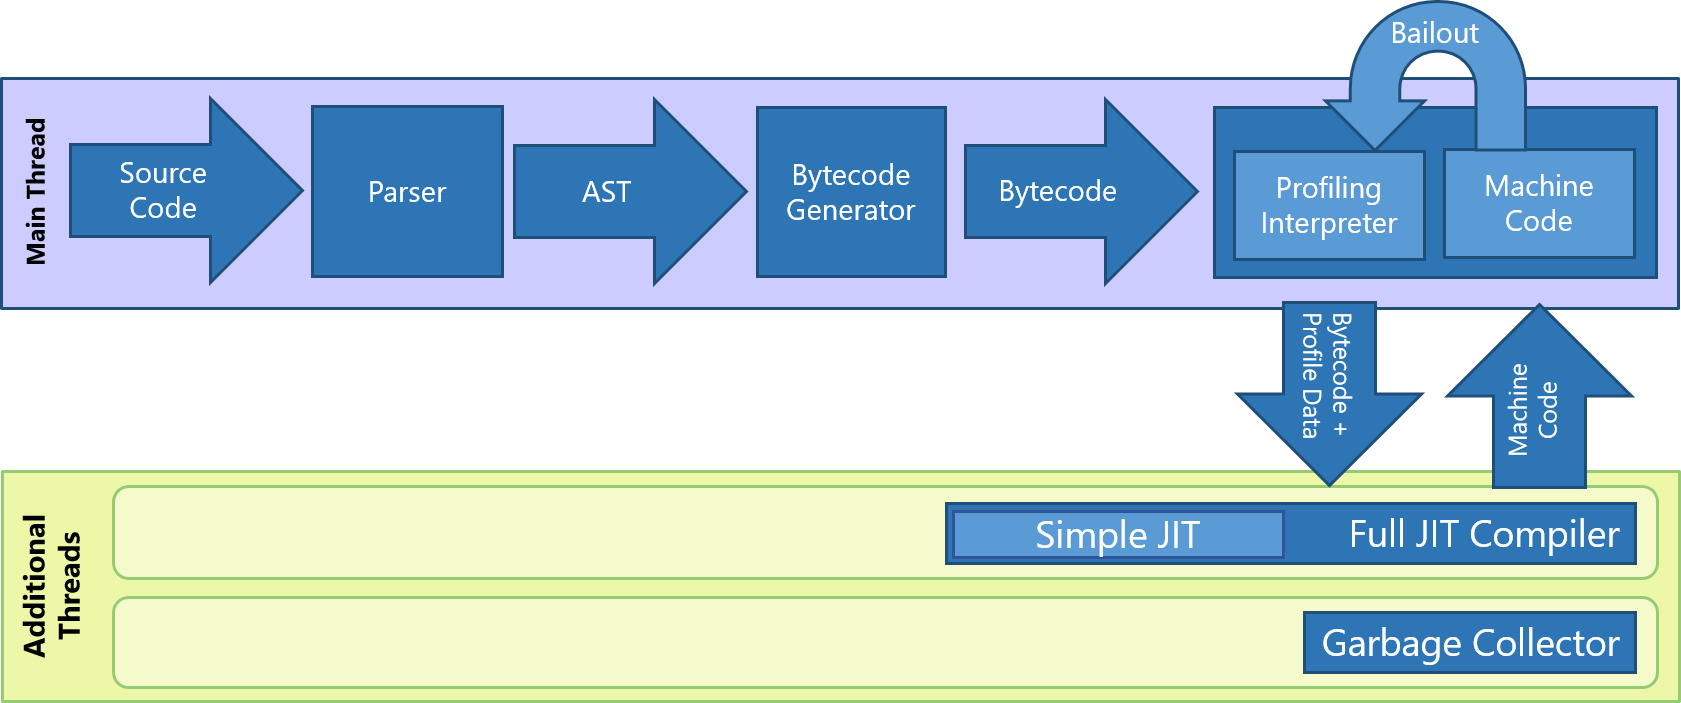 Bailout
Main Thread
Source
Code
Parser
AST
Bytecode
Generator
Bytecode
Profiling
Interpreter
Machine
Code
Bytecode +
Profile Data
Machine
Code
Additional
Threads
Simple JIT
Full JIT Compiler
Garbage Collector